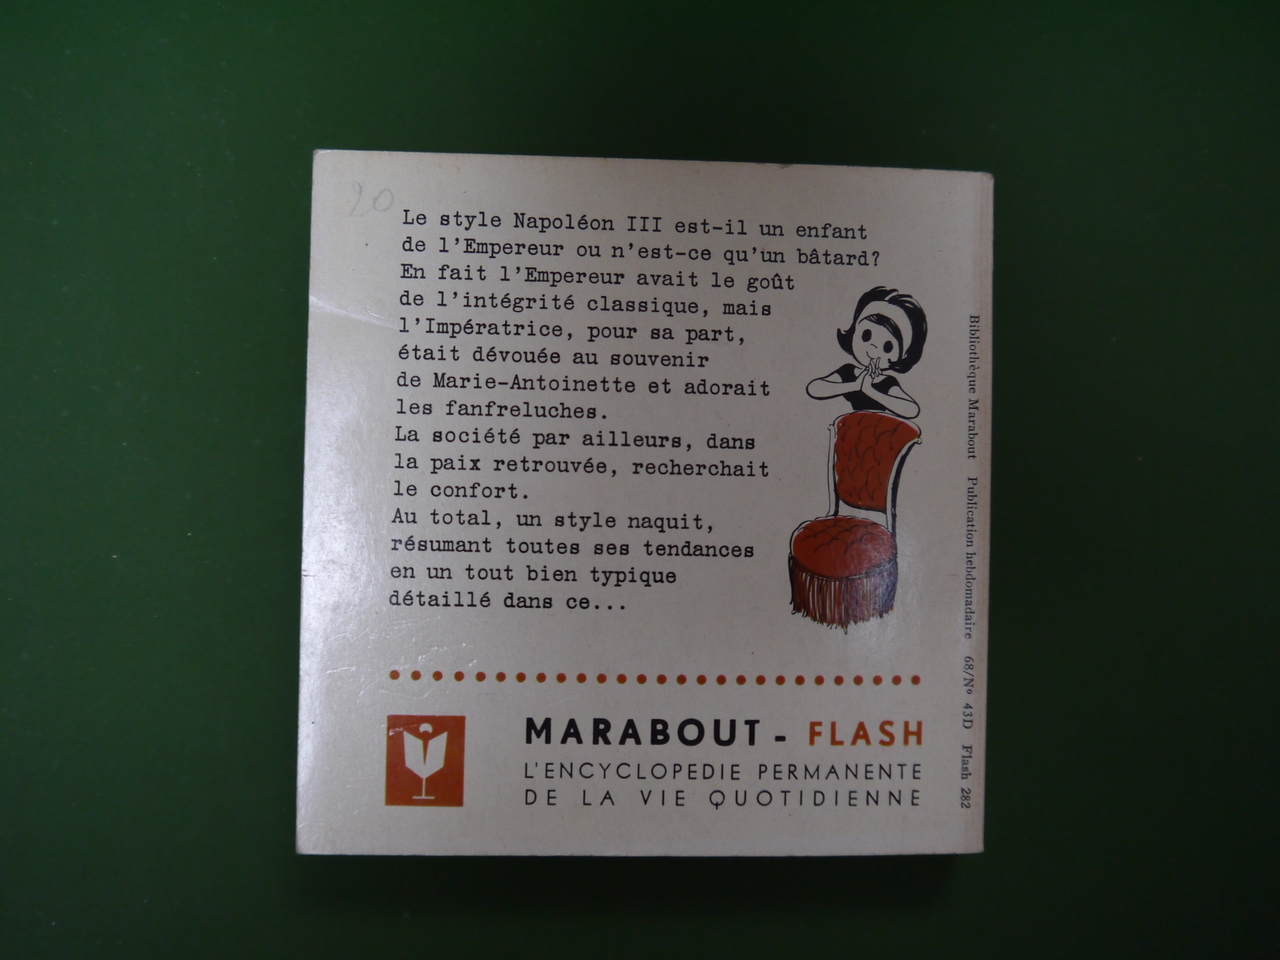 20
Le style Napoléon III est-il un enfant
de l'Empereur ou n'est-ce qu'un bâtard?
En fait l'Empereur avait le goût
de l'intégrité classique, mais
l'Impératrice, pour sa part,
était dévouée au souvenir
de Marie-Antoinette et adorait
les fanfreluches.
La société par ailleurs, dans
la paix retrouvée, recherchait
le confort.
Au total, un style naquit,
résumant toutes ses tendances
en un tout bien typique
détaillé dans ce...
MARABOUT - FLASH
L'ENCYCLOPEDIE PERMANENTE
DE LA VIE QUOTIDIENNE
Bibliothèque Marabout Publication hebdomadaire 68/Nº 43D Flash 282